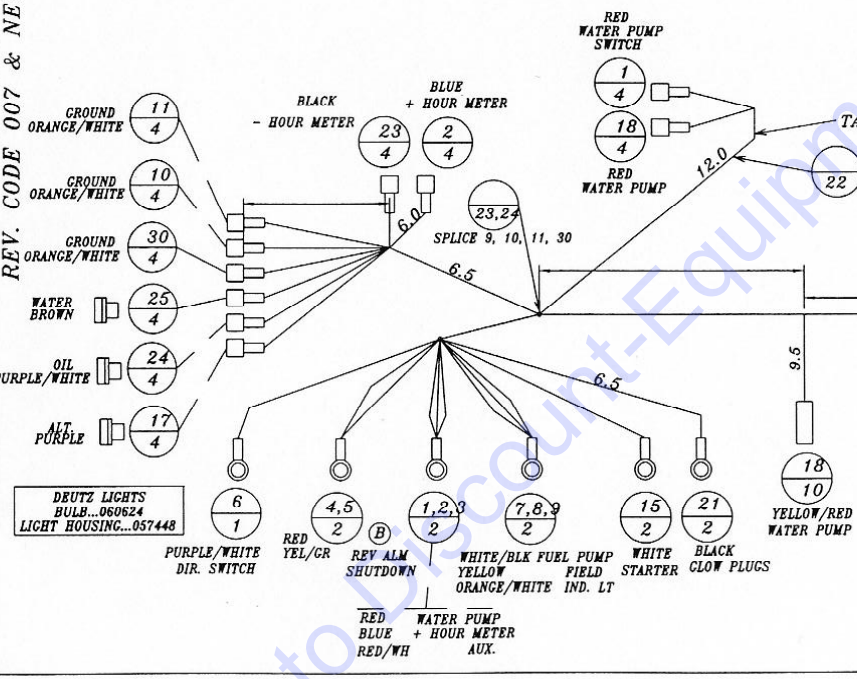 REV. CODE 007 & NE
RED
WATER PUMP
SWITCH
1
4
18
4
RED
WATER PUMP
TA
22
12.0
BLACK
- HOUR METER
23
4
BLUE
+ HOUR METER
2
4
6.0
23,24
SPLICE 9, 10, 11, 30
6.5
GROUND
ORANGE/WHITE
11
4
GROUND
ORANGE/WHITE
10
4
GROUND
ORANGE/WHITE
30
4
WATER
BROWN
25
4
OIL
PURPLE/WHITE
24
4
ALT.
PURPLE
17
4
DEUTZ LIGHTS
BULB...060624
LIGHT HOUSING...057448
6
1
PURPLE/WHITE
DIR. SWITCH
4,5
2
RED
YEL/GR
B
REV ALM
SHUTDOWN
1,2,3
2
RED WATER PUMP
BLUE + HOUR METER
RED/WH AUX.
7,8,9
2
WHITE/BLK FUEL PUMP
YELLOW FIELD
ORANGE/WHITE IND. LT
6.5
15
2
WHITE
STARTER
21
2
BLACK
GLOW PLUGS
9.5
18
10
YELLOW/RED
WATER PUMP
to Discount-Equipm